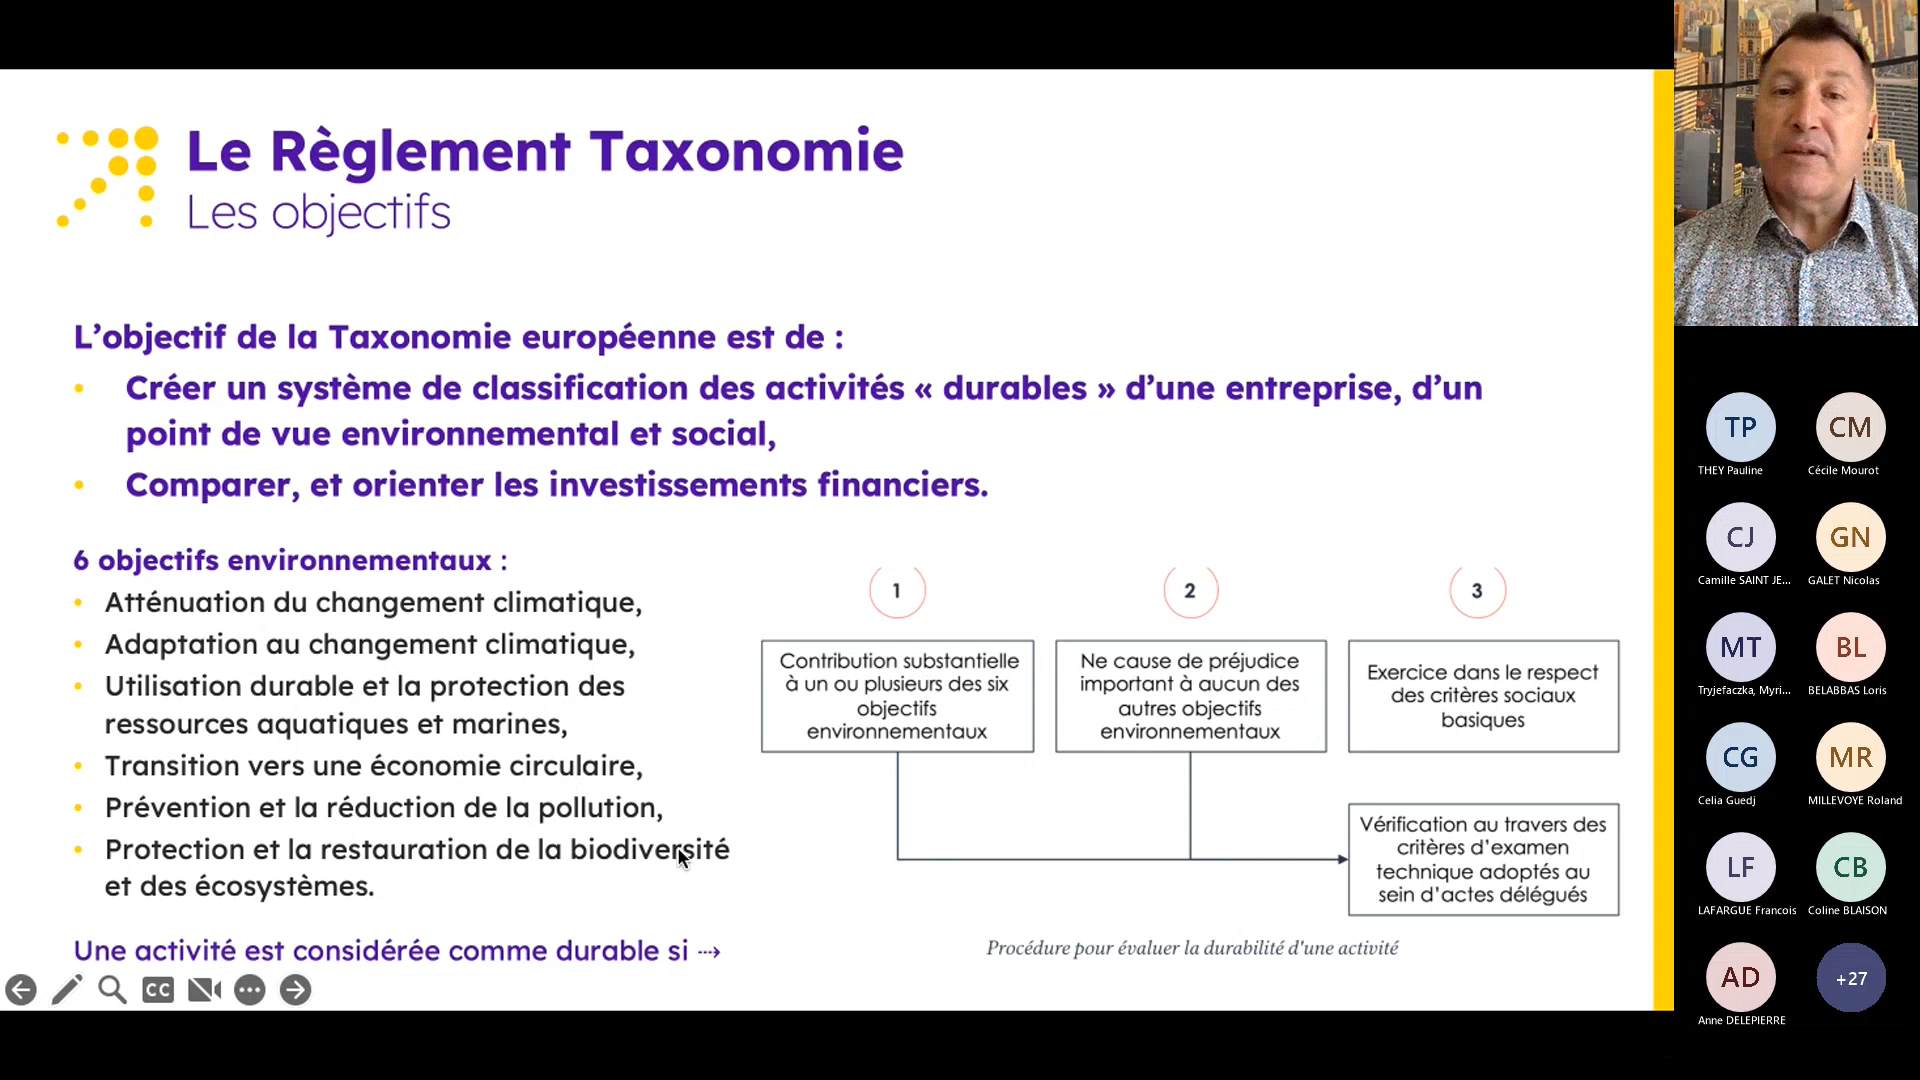 Le Règlement Taxonomie
Les objectifs
L’objectif de la Taxonomie européenne est de :
• Créer un système de classification des activités « durables » d’une entreprise, d’un
point de vue environnemental et social,
• Comparer, et orienter les investissements financiers.
6 objectifs environnementaux :
• Atténuation du changement climatique,
• Adaptation au changement climatique,
• Utilisation durable et la protection des
ressources aquatiques et marines,
• Transition vers une économie circulaire,
• Prévention et la réduction de la pollution,
• Protection et la restauration de la biodiversité
et des écosystèmes.
Une activité est considérée comme durable si ⤏
1
Contribution substantielle
à un ou plusieurs des six
objectifs
environnementaux
2
Ne cause de préjudice
important à aucun des
autres objectifs
environnementaux
3
Exercice dans le respect
des critères sociaux
basiques
Vérification au travers des
critères d’examen
technique adoptés au
sein d’actes délégués
Procédure pour évaluer la durabilité d'une activité
CC
TP
THEY Pauline
CM
Cécile Mourot
CJ
Camille SAINT JE...
GN
GALET Nicolas
MT
Tryjefaczka, Myri...
BL
BELABBAS Loris
CG
Celia Guedj
MR
MILLEVOYE Roland
LF
LAFARGUE Francois
CB
Coline BLAISON
AD
Anne DELEPIERRE
+27